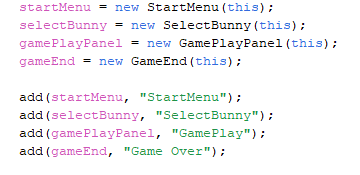 startMenu = new StartMenu(this);
selectBunny = new SelectBunny(this);
gamePlayPanel = new GamePlayPanel(this);
gameEnd = new GameEnd(this);

add(startMenu, "StartMenu");
add(selectBunny, "SelectBunny");
add(gamePlayPanel, "GamePlay");
add(gameEnd, "Game Over");